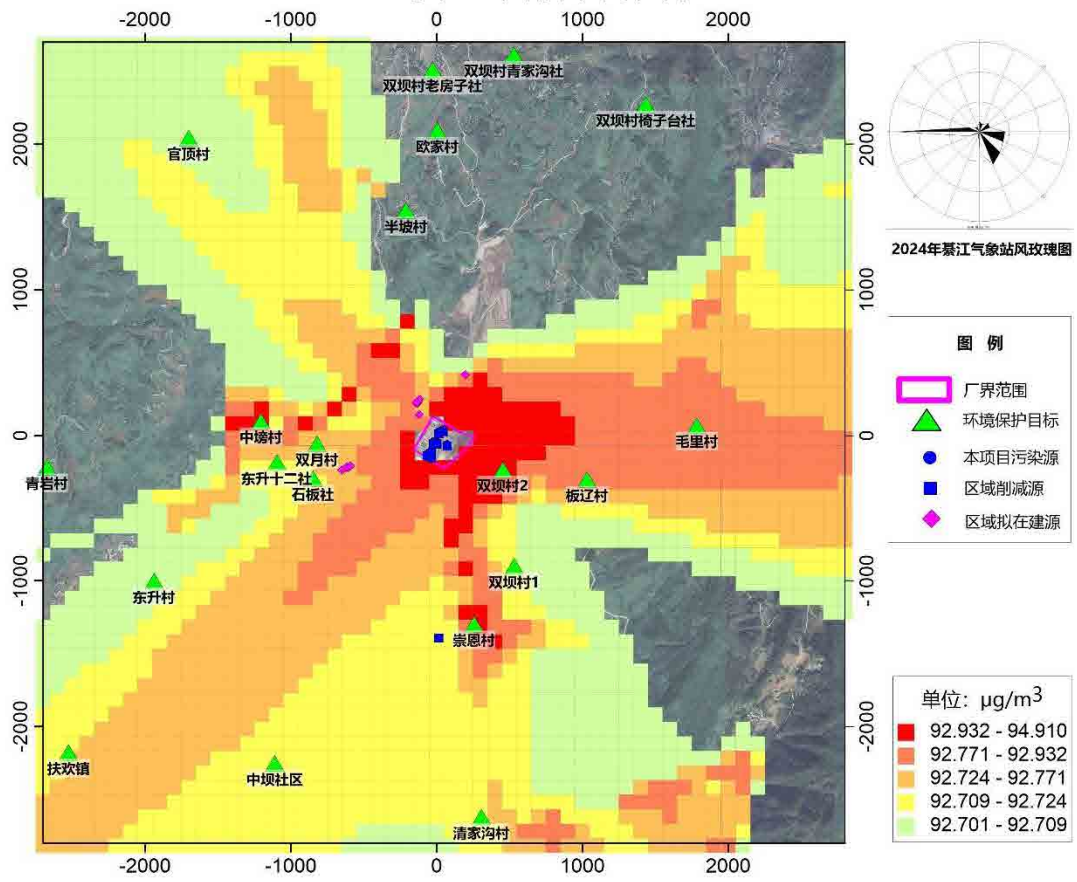 -2000 -1000 0 1000 2000
双坝村青家沟社
双坝村老房子社
双坝村椅子台社
官顶村
欧家村
半坡村
中塝村
双月村
毛里村
青岩村
东升十二社
石板社
双坝村2
板辽村
东升村
双坝村1
崇恩村
扶欢镇
中坝社区
清家沟村
2000
1000
0
-1000
-2000
2000
1000
0
-1000
-2000
-2000 -1000 0 1000 2000
2024年綦江气象站风玫瑰图
图 例
厂界范围
环境保护目标
本项目污染源
区域削减源
区域拟在建源
单位：μg/m3
92.932 - 94.910
92.771 - 92.932
92.724 - 92.771
92.709 - 92.724
92.701 - 92.709